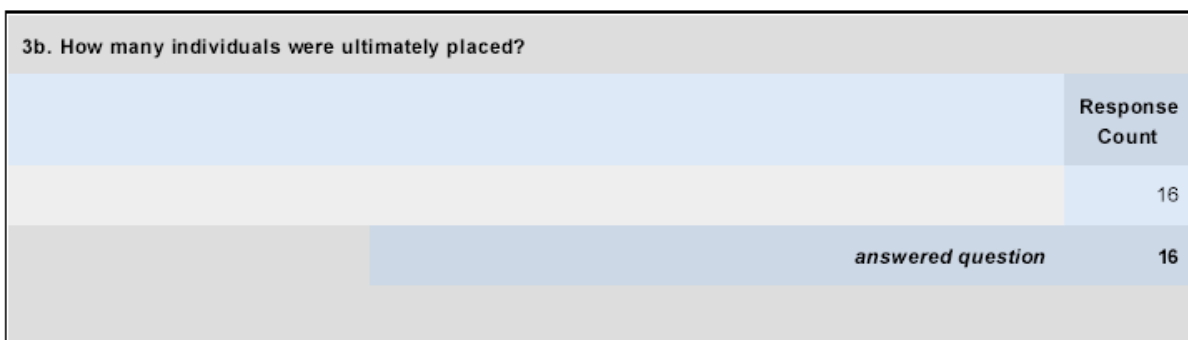 3b. How many individuals were ultimately placed?
Response
Count
16
answered question 16